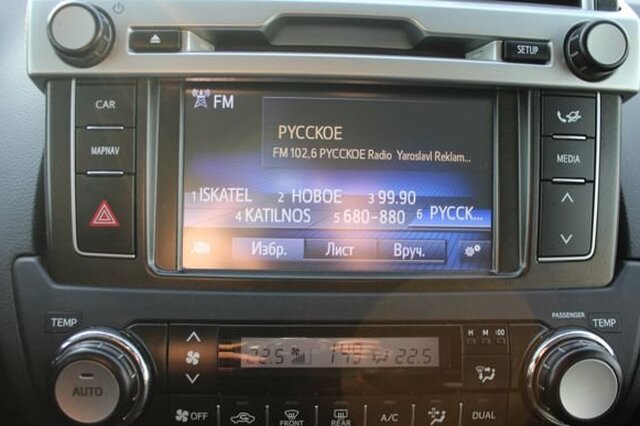 SETUP
CAR
MAPNAV
MEDIA
FM
РУССКОЕ
FM 102,6 РУССКОЕ Radio Yaroslavl Reklam...
1 ISKATEL 2 НОВОЕ 3 99.90
4 KATILNOS 5 680-880 6 РУССК...
Избр. Лист Вруч.
TEMP
PASSENGER
TEMP
AUTO
22.5 149 22.5
H M :00
OFF FRONT REAR A/C DUAL